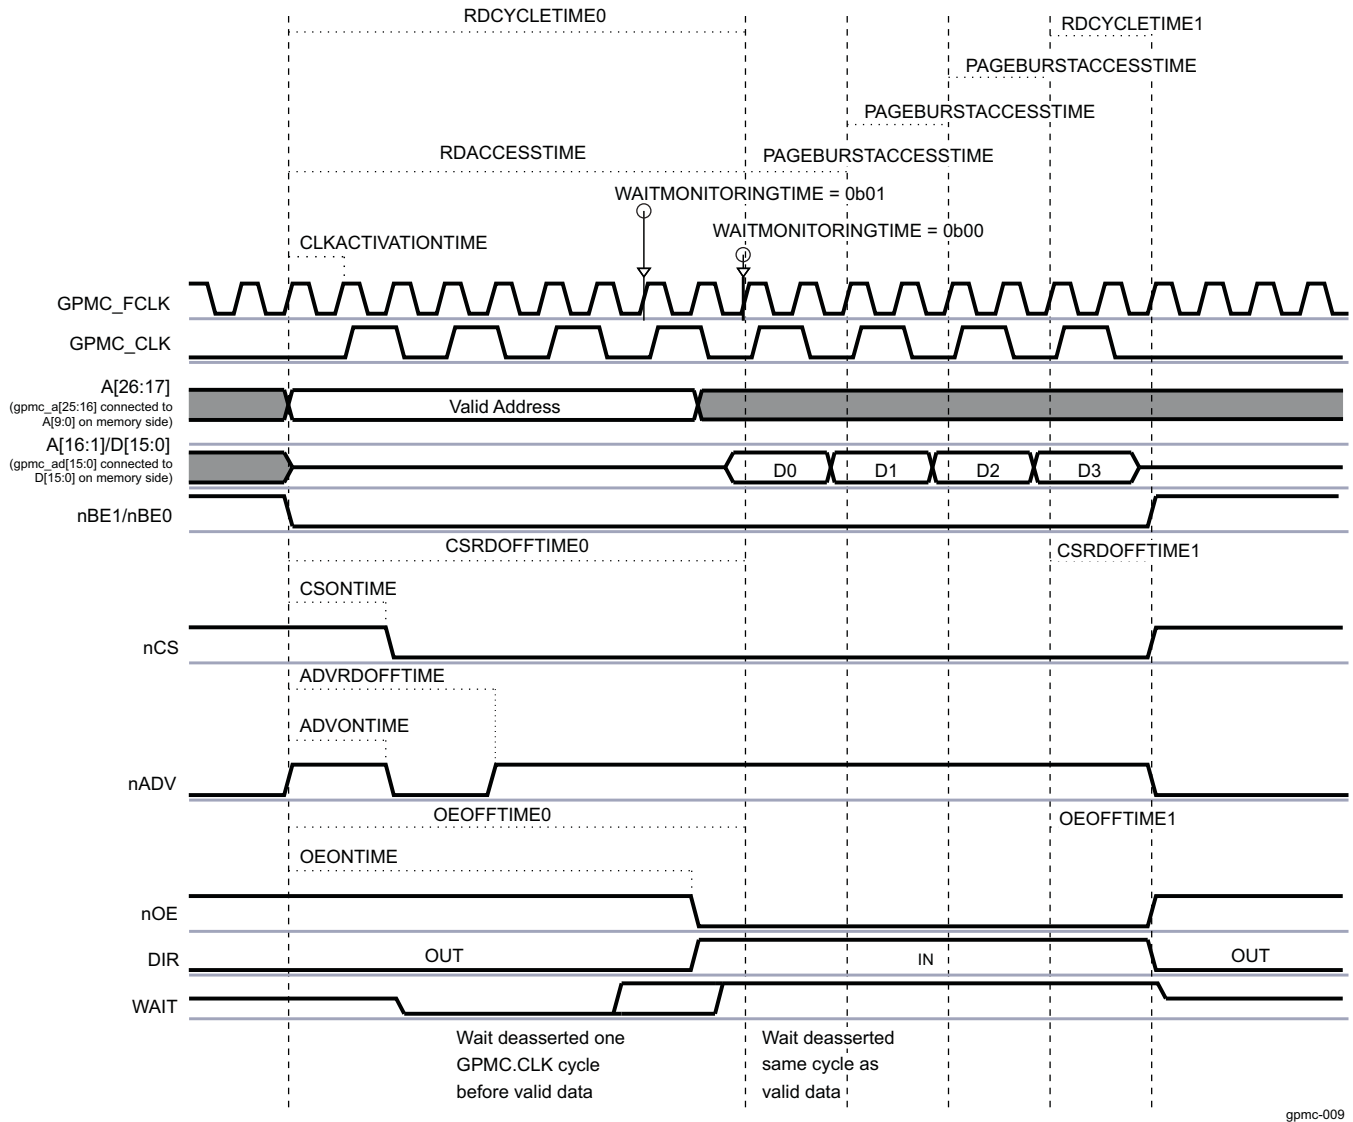 RDCYCLETIME0
RDCYCLETIME1
PAGEBURSTACCESSTIME
PAGEBURSTACCESSTIME
RDACCESSTIME
PAGEBURSTACCESSTIME
WAITMONITORINGTIME = 0b01
WAITMONITORINGTIME = 0b00
CLKACTIVATIONTIME
GPMC_FCLK
GPMC_CLK
A[26:17]
(gpmc_a[25:16] connected to
A[9:0] on memory side)
Valid Address
A[16:1]/D[15:0]
(gpmc_ad[15:0] connected to
D[15:0] on memory side)
D0
D1
D2
D3
nBE1/nBE0
CSRDOFFTIME0
CSRDOFFTIME1
CSONTIME
nCS
ADVRDOFFTIME
ADVONTIME
nADV
OEOFFTIME0
OEOFFTIME1
OEONTIME
nOE
DIR
OUT
IN
OUT
WAIT
Wait deasserted one
GPMC.CLK cycle
before valid data
Wait deasserted
same cycle as
valid data
gpmc-009